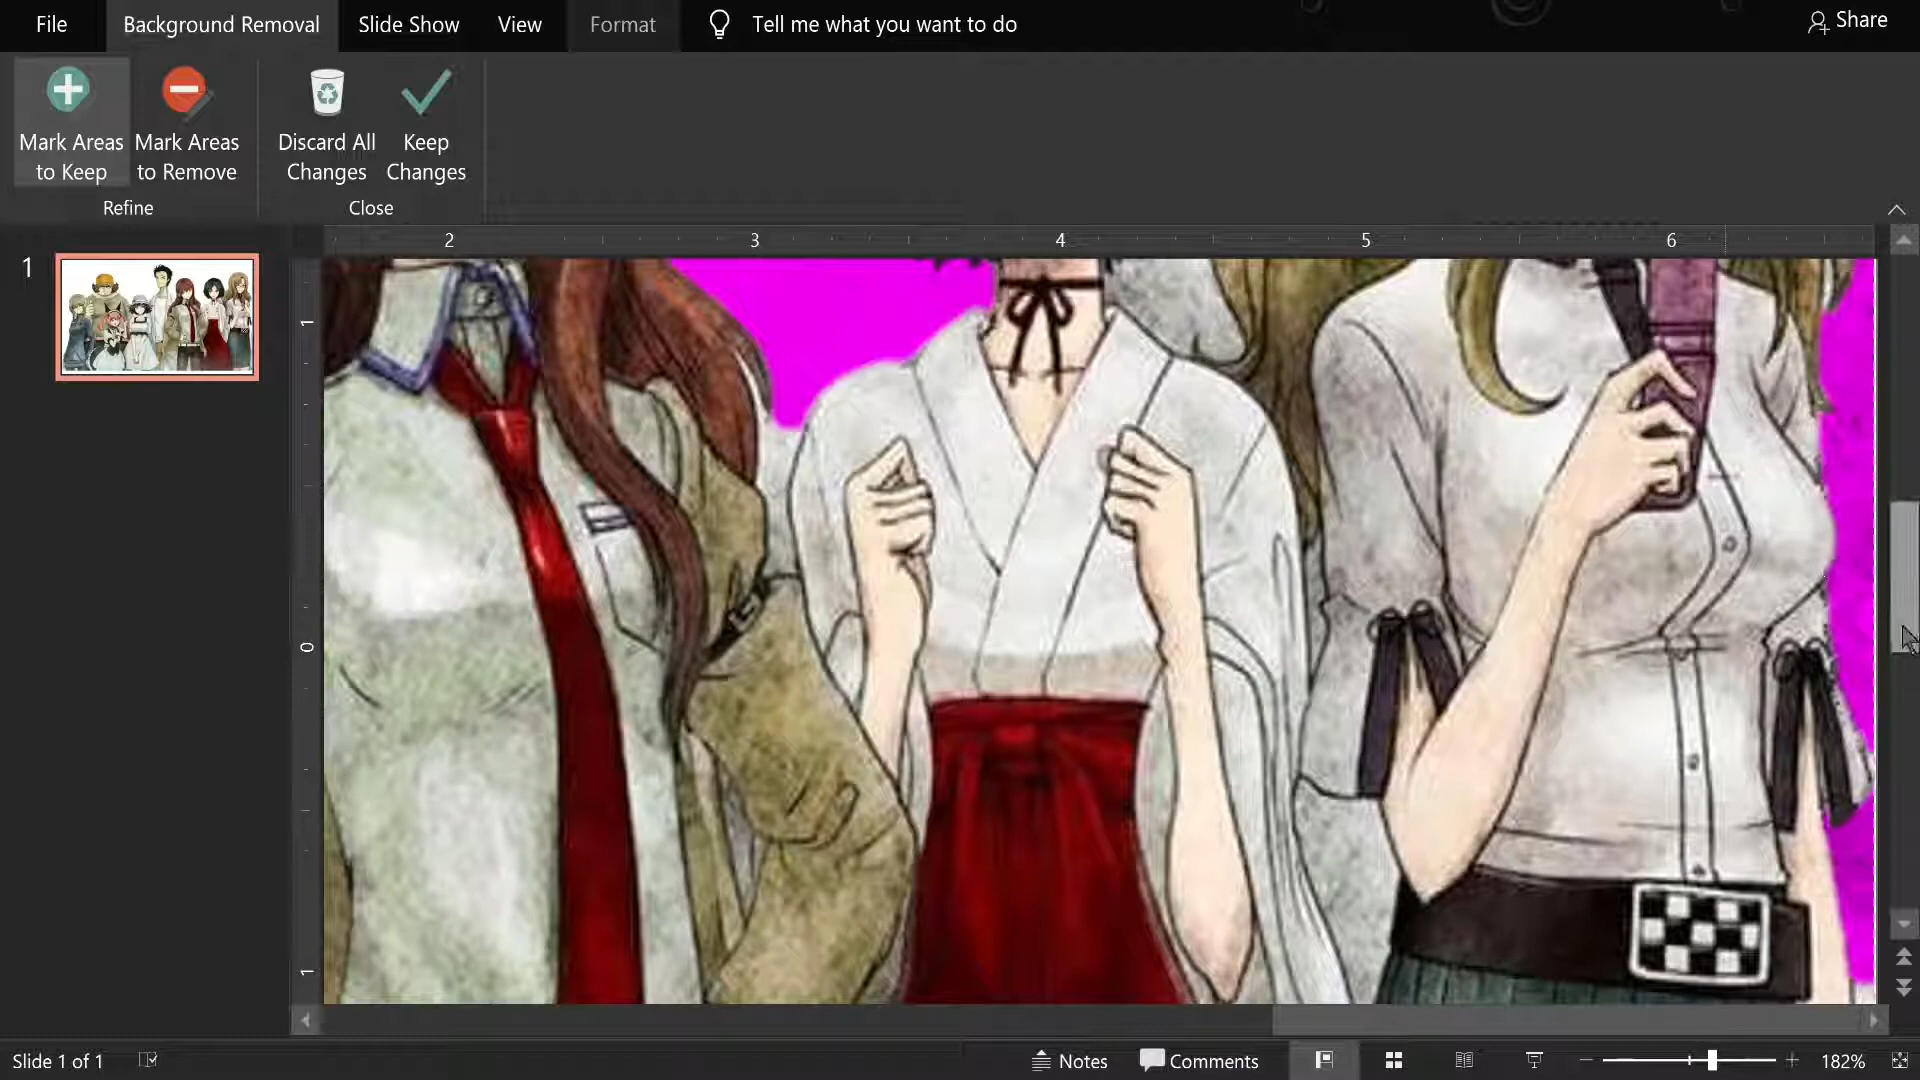 File Background Removal Slide Show View Format Tell me what you want to do Share
Mark Areas to Keep
Mark Areas to Remove
Discard All Changes
Keep Changes
Refine Close
2 3 4 5 6
1
1
0
1
Slide 1 of 1 Notes Comments 182%